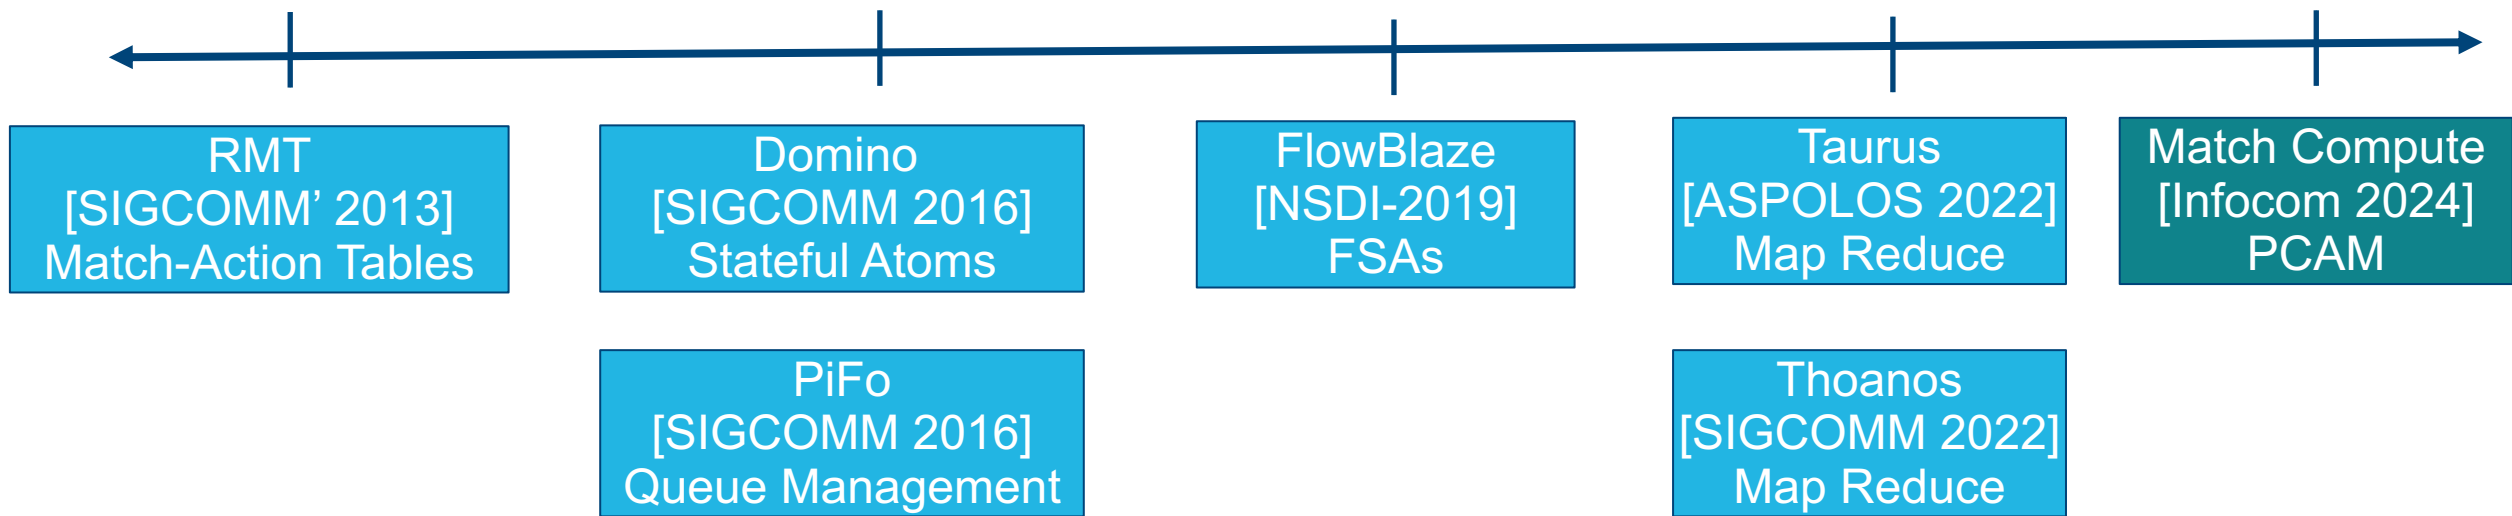 RMT
[SIGCOMM’ 2013]
Match-Action Tables
Domino
[SIGCOMM 2016]
Stateful Atoms
FlowBlaze
[NSDI-2019]
FSAs
Taurus
[ASPOLOS 2022]
Map Reduce
Match Compute
[Infocom 2024]
PCAM
PiFo
[SIGCOMM 2016]
Queue Management
Thoanos
[SIGCOMM 2022]
Map Reduce